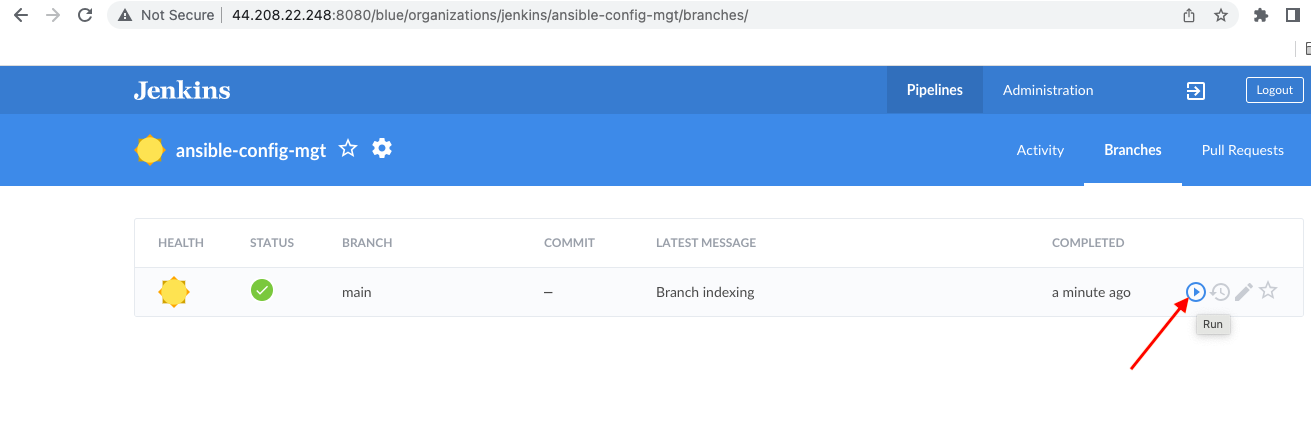 Not Secure 44.208.22.248:8080/blue/organizations/jenkins/ansible-config-mgt/branches/
Jenkins Pipelines Administration Logout
ansible-config-mgt Activity Branches Pull Requests
HEALTH STATUS BRANCH COMMIT LATEST MESSAGE COMPLETED
main — Branch indexing a minute ago
Run